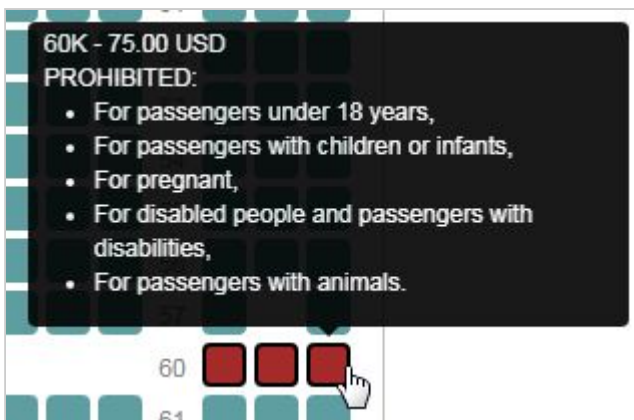 60K - 75.00 USD
PROHIBITED:
• For passengers under 18 years,
• For passengers with children or infants,
• For pregnant,
• For disabled people and passengers with
disabilities,
• For passengers with animals.
57
60
61